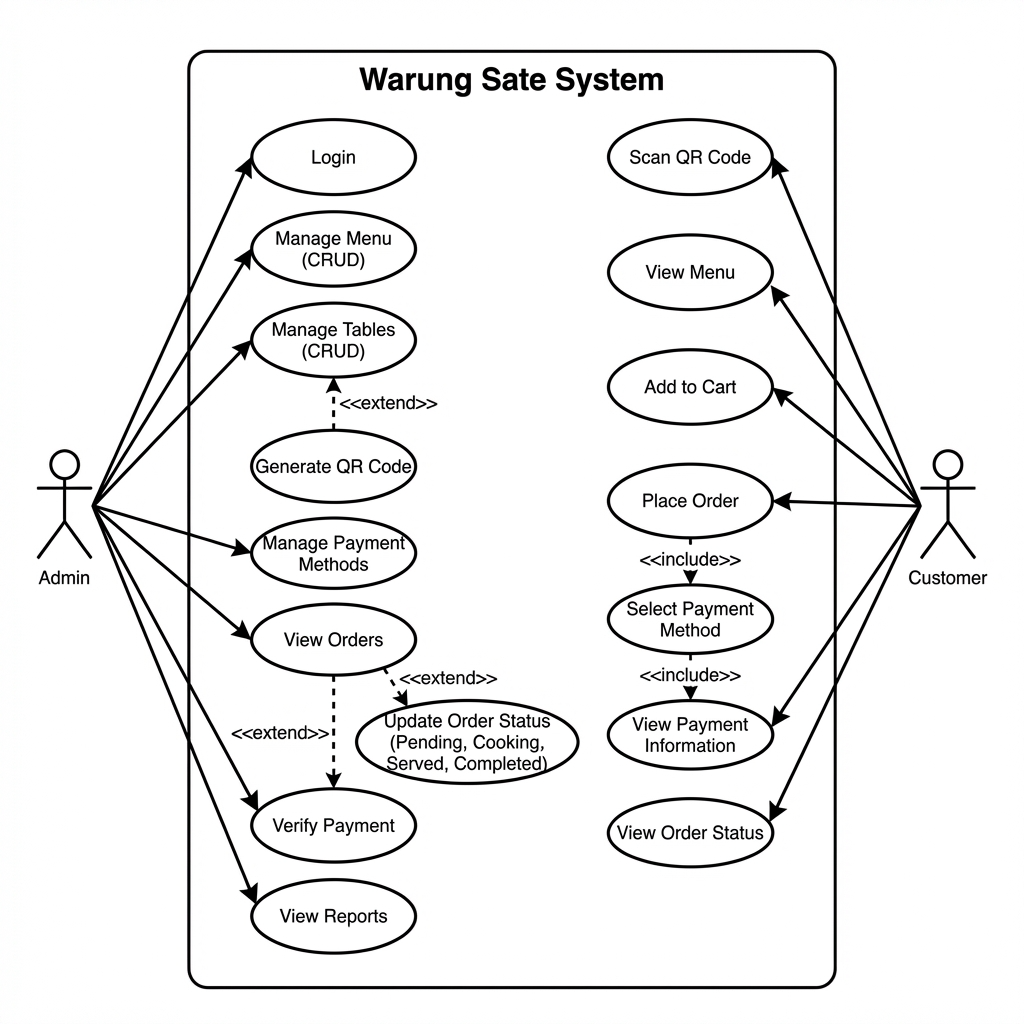 Warung Sate System
Login
Manage Menu
(CRUD)
Manage Tables
(CRUD)
<<extend>>
Generate QR Code
Manage Payment
Methods
View Orders
<<extend>>
<<extend>>
Update Order Status
(Pending, Cooking,
Served, Completed)
Verify Payment
View Reports
Admin
Scan QR Code
View Menu
Add to Cart
Place Order
<<include>>
Select Payment
Method
<<include>>
View Payment
Information
View Order Status
Customer